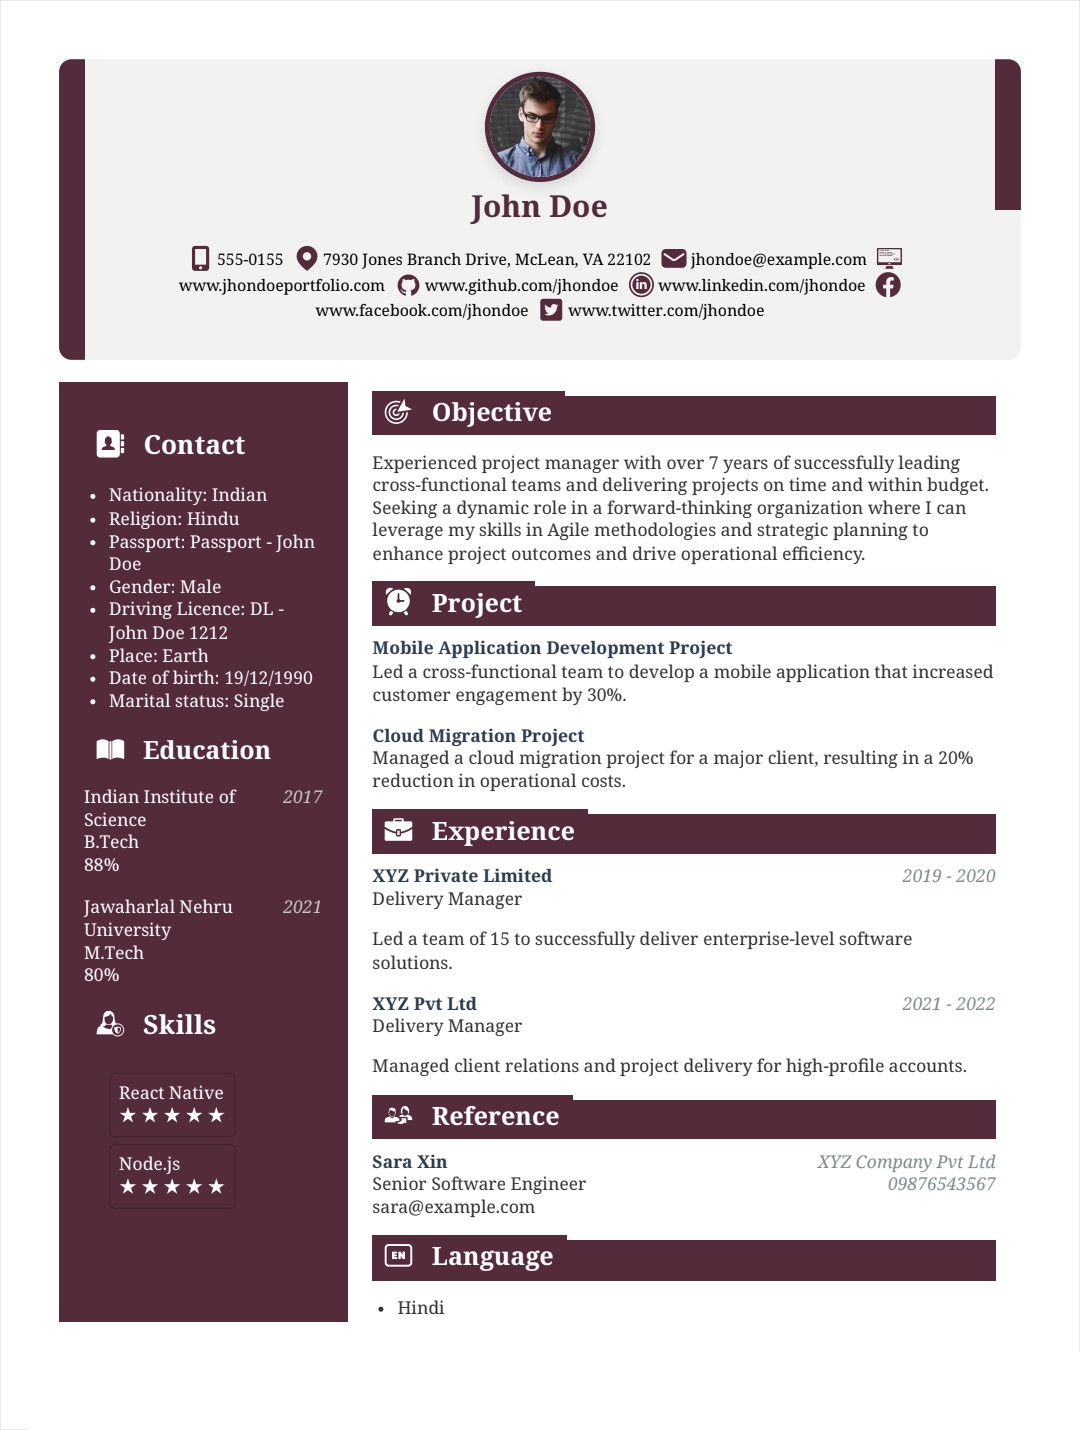 John Doe
555-0155 7930 Jones Branch Drive, McLean, VA 22102 jhondoe@example.com
www.jhondoeportfolio.com www.github.com/jhondoe www.linkedin.com/jhondoe
www.facebook.com/jhondoe www.twitter.com/jhondoe
Contact
• Nationality: Indian
• Religion: Hindu
• Passport: Passport - John
Doe
• Gender: Male
• Driving Licence: DL -
John Doe 1212
• Place: Earth
• Date of birth: 19/12/1990
• Marital status: Single
Education
Indian Institute of 2017
Science
B.Tech
88%
Jawaharlal Nehru 2021
University
M.Tech
80%
Skills
React Native
★★★★★
Node.js
★★★★★
Objective
Experienced project manager with over 7 years of successfully leading
cross-functional teams and delivering projects on time and within budget.
Seeking a dynamic role in a forward-thinking organization where I can
leverage my skills in Agile methodologies and strategic planning to
enhance project outcomes and drive operational efficiency.
Project
Mobile Application Development Project
Led a cross-functional team to develop a mobile application that increased
customer engagement by 30%.
Cloud Migration Project
Managed a cloud migration project for a major client, resulting in a 20%
reduction in operational costs.
Experience
XYZ Private Limited 2019 - 2020
Delivery Manager
Led a team of 15 to successfully deliver enterprise-level software
solutions.
XYZ Pvt Ltd 2021 - 2022
Delivery Manager
Managed client relations and project delivery for high-profile accounts.
Reference
Sara Xin XYZ Company Pvt Ltd
Senior Software Engineer 09876543567
sara@example.com
EN Language
• Hindi